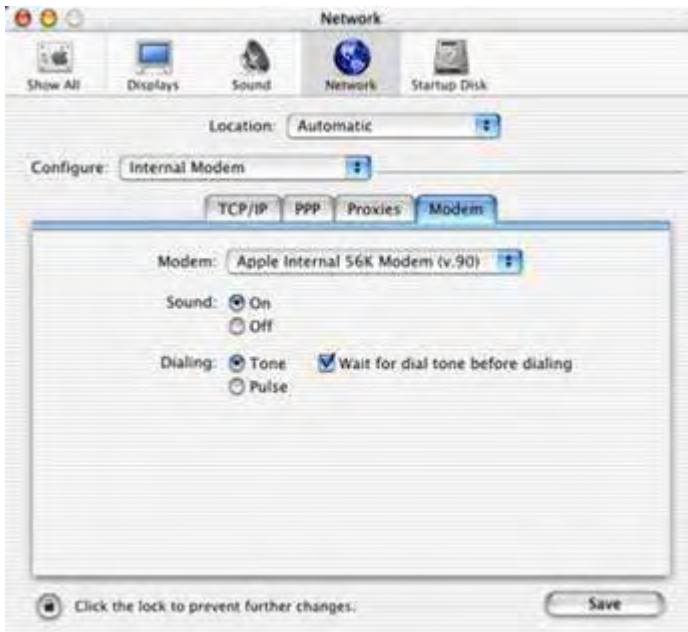 Network
Show All Displays Sound Network Startup Disk
Location: Automatic
Configure: Internal Modem
TCP/IP PPP Proxies Modem
Modem: Apple Internal 56K Modem (v.90)
Sound: On
Off
Dialing: Tone Wait for dial tone before dialing
Pulse
Click the lock to prevent further changes. Save